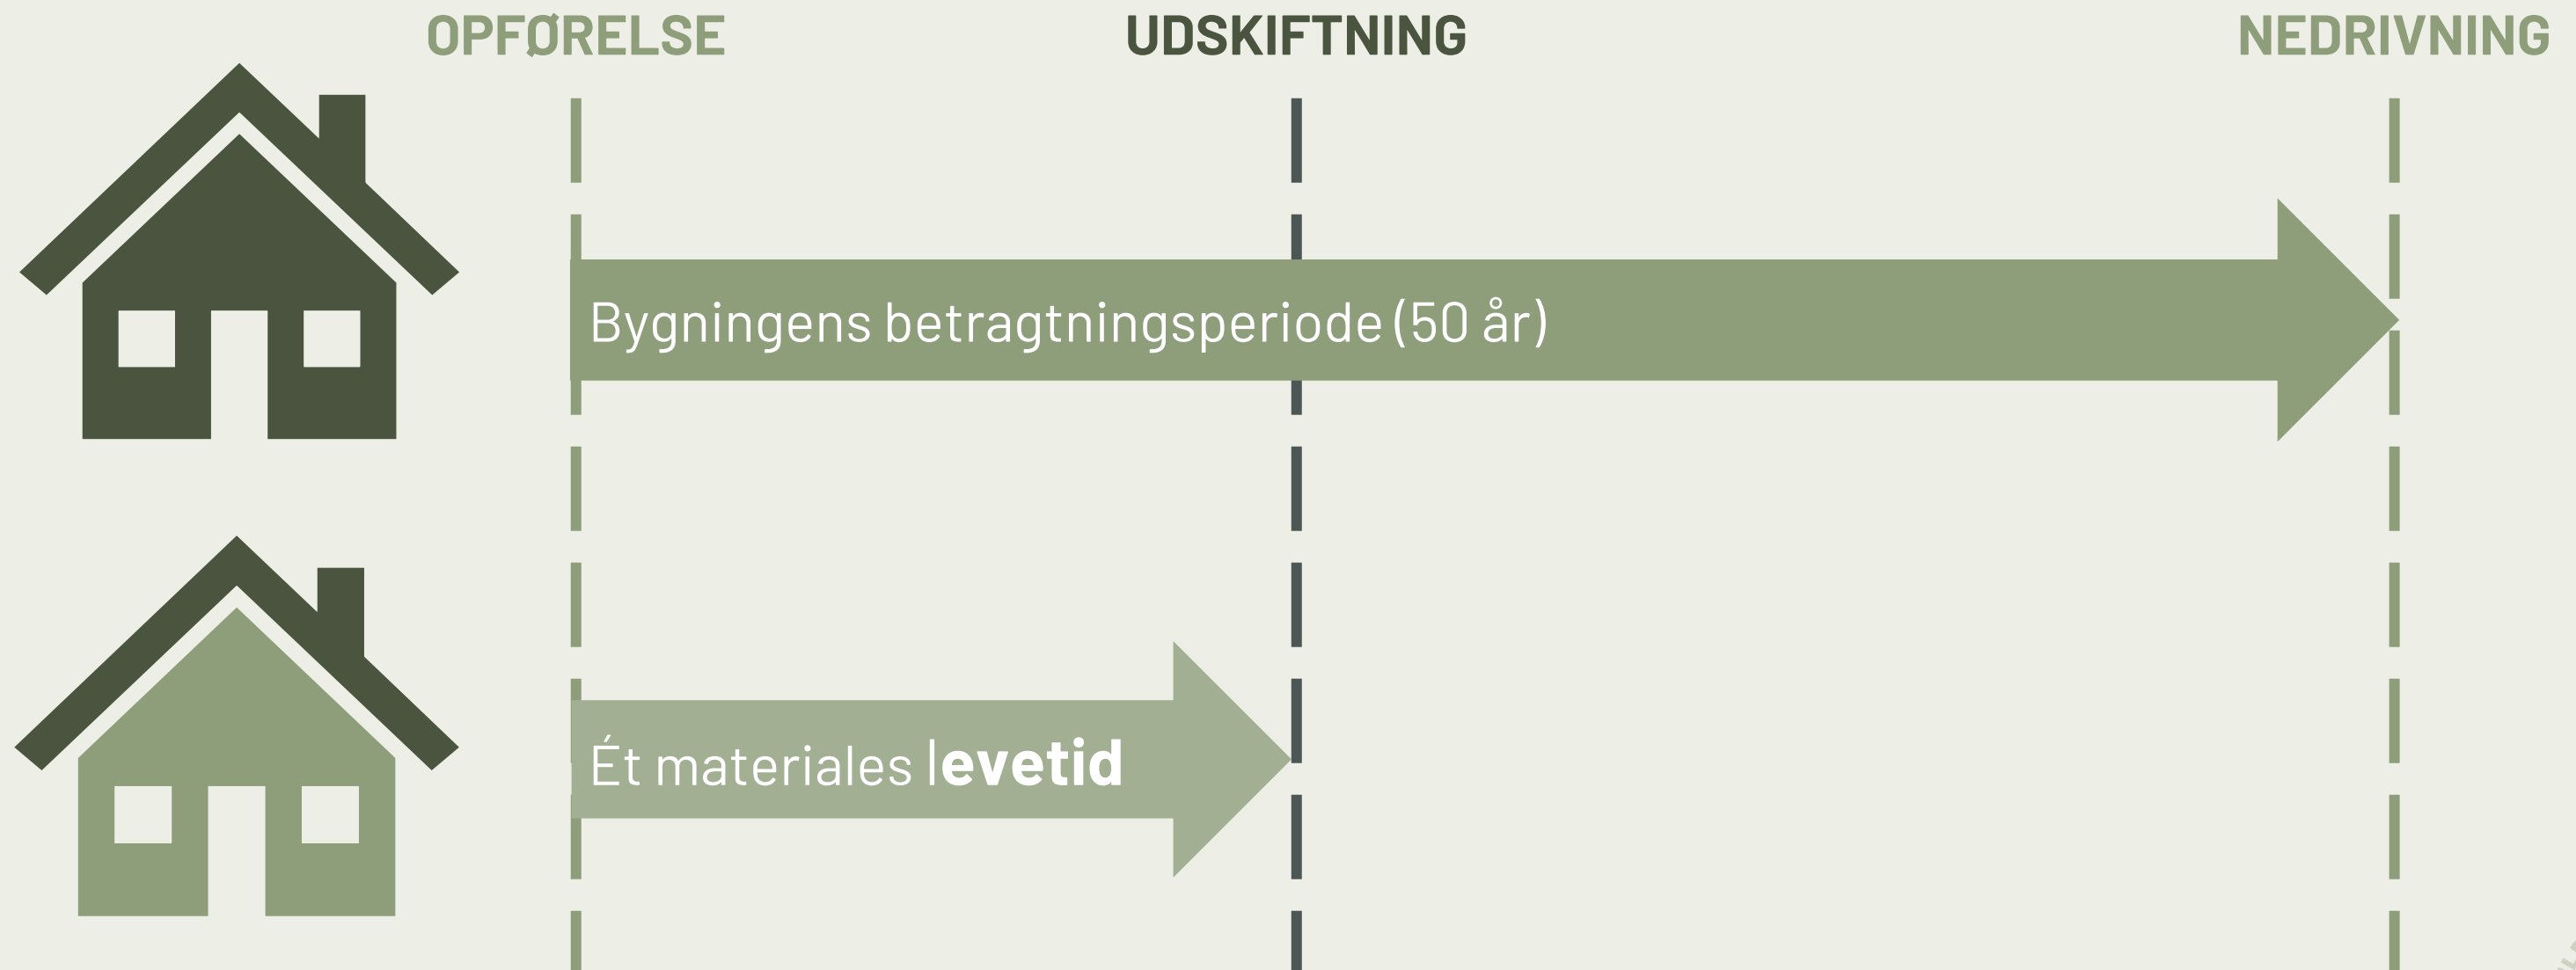 OPFØRELSE
UDSKIFTNING
NEDRIVNING
Bygningens betragtningsperiode (50 år)
Ét materiales levetid